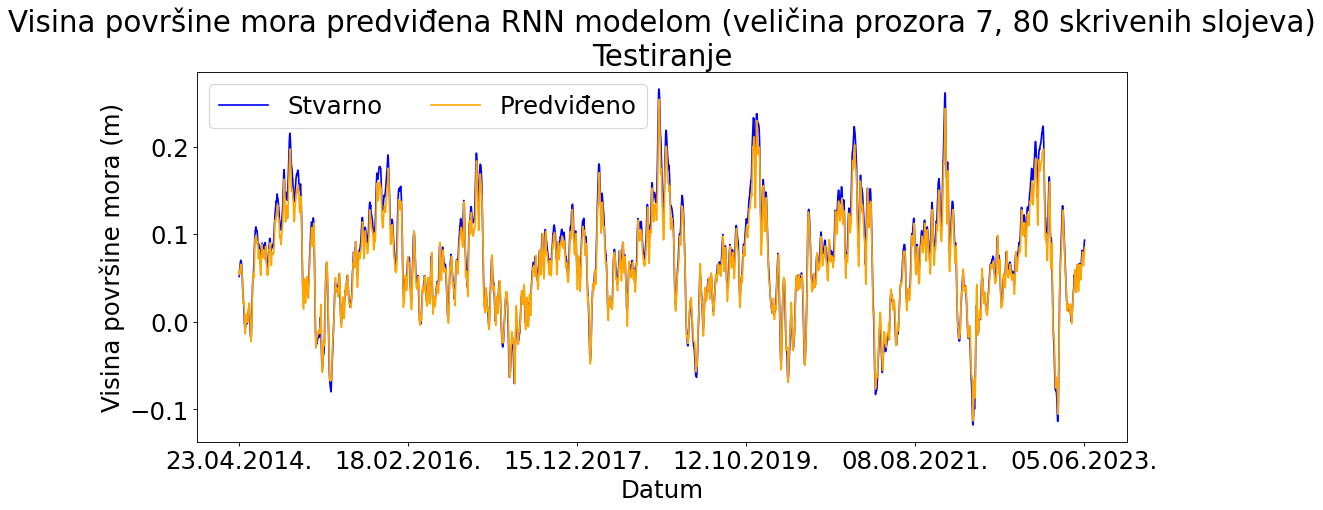 Visina površine mora predviđena RNN modelom (veličina prozora 7, 80 skrivenih slojeva)
Testiranje
Stvarno
Predviđeno
Visina površine mora (m)
0.2
0.1
0.0
−0.1
23.04.2014.
18.02.2016.
15.12.2017.
12.10.2019.
08.08.2021.
05.06.2023.
Datum